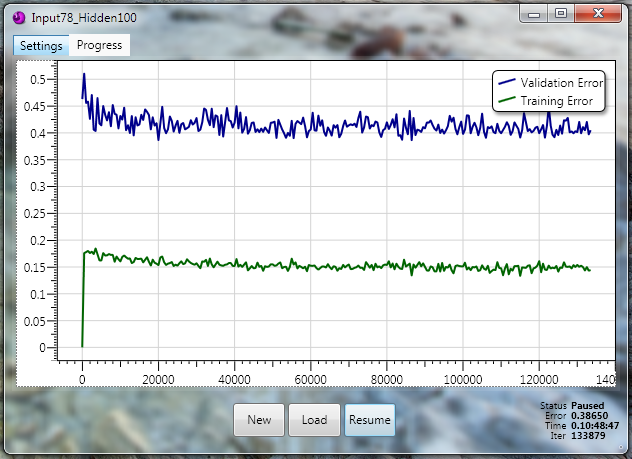 Input78_Hidden100
Settings Progress
Validation Error
Training Error
0.5
0.45
0.4
0.35
0.3
0.25
0.2
0.15
0.1
0.05
0
0 20000 40000 60000 80000 100000 120000 140
New Load Resume
Status Paused
Error 0.38650
Time 0.10:48:47
Iter 133879